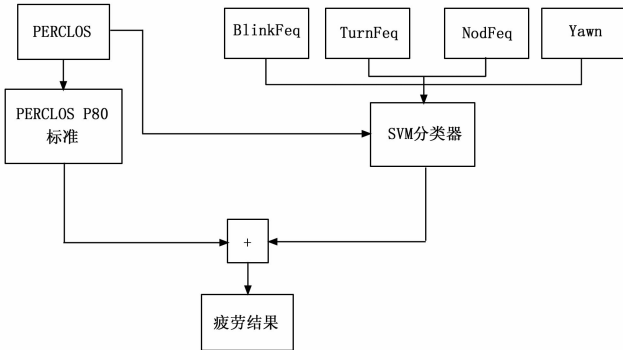 PERCLOS
BlinkFeq
TurnFeq
NodFeq
Yawn
PERCLOS P80
标准
SVM分类器
+
疲劳结果